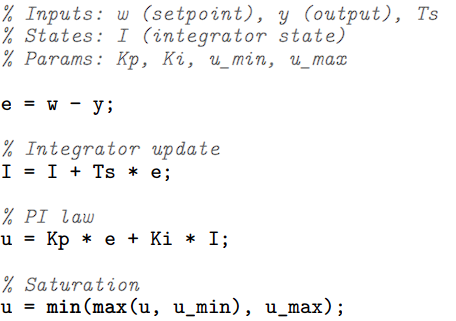 % Inputs: w (setpoint), y (output), Ts
% States: I (integrator state)
% Params: Kp, Ki, u_min, u_max
e = w - y;
% Integrator update
I = I + Ts * e;
% PI law
u = Kp * e + Ki * I;
% Saturation
u = min(max(u, u_min), u_max);